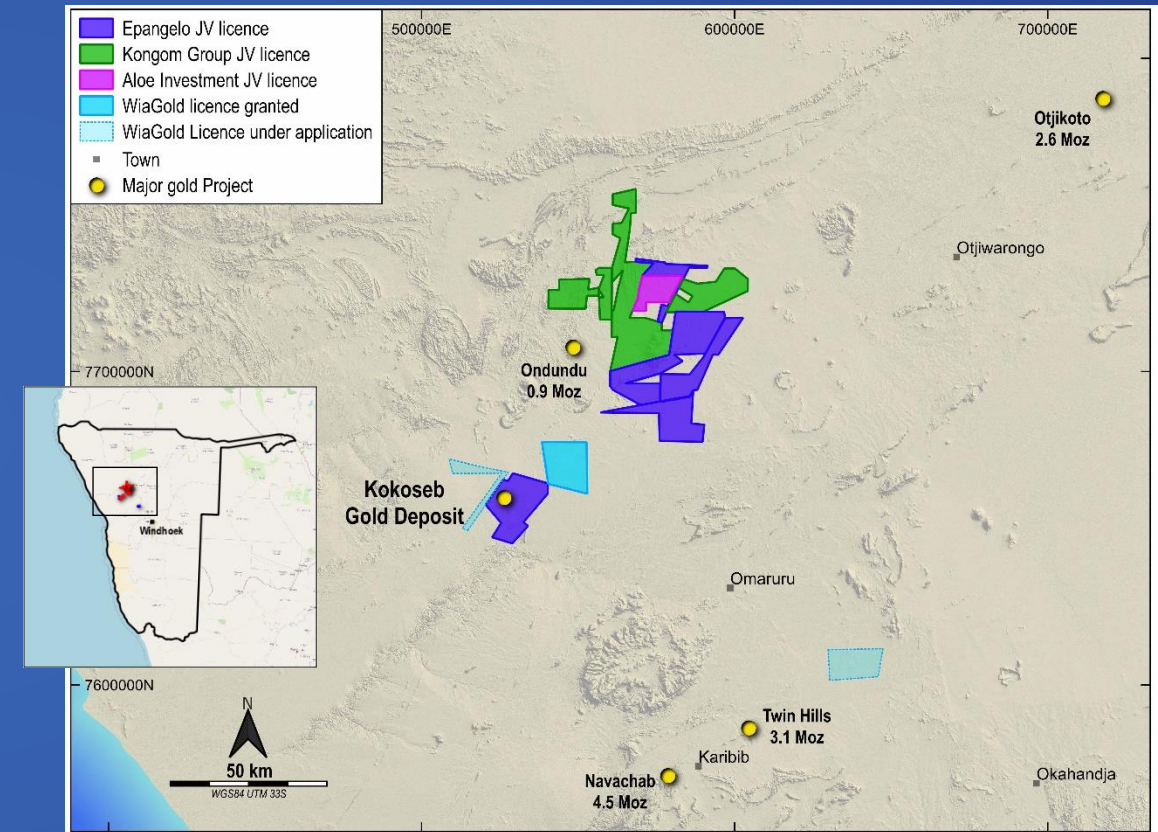 Epangelo JV licence
Kongom Group JV licence
Aloe Investment JV licence
WiaGold licence granted
WiaGold Licence under application
Town
Major gold Project
500000E
600000E
700000E
Otjikoto
2.6 Moz
Otjiwarongo
7700000N
Ondundu
0.9 Moz
Kokoseb
Gold Deposit
Windhoek
Omaruru
7600000N
N
50 km
WGS84 UTM 33S
Twin Hills
3.1 Moz
Karibib
Navachab
4.5 Moz
Okahandja